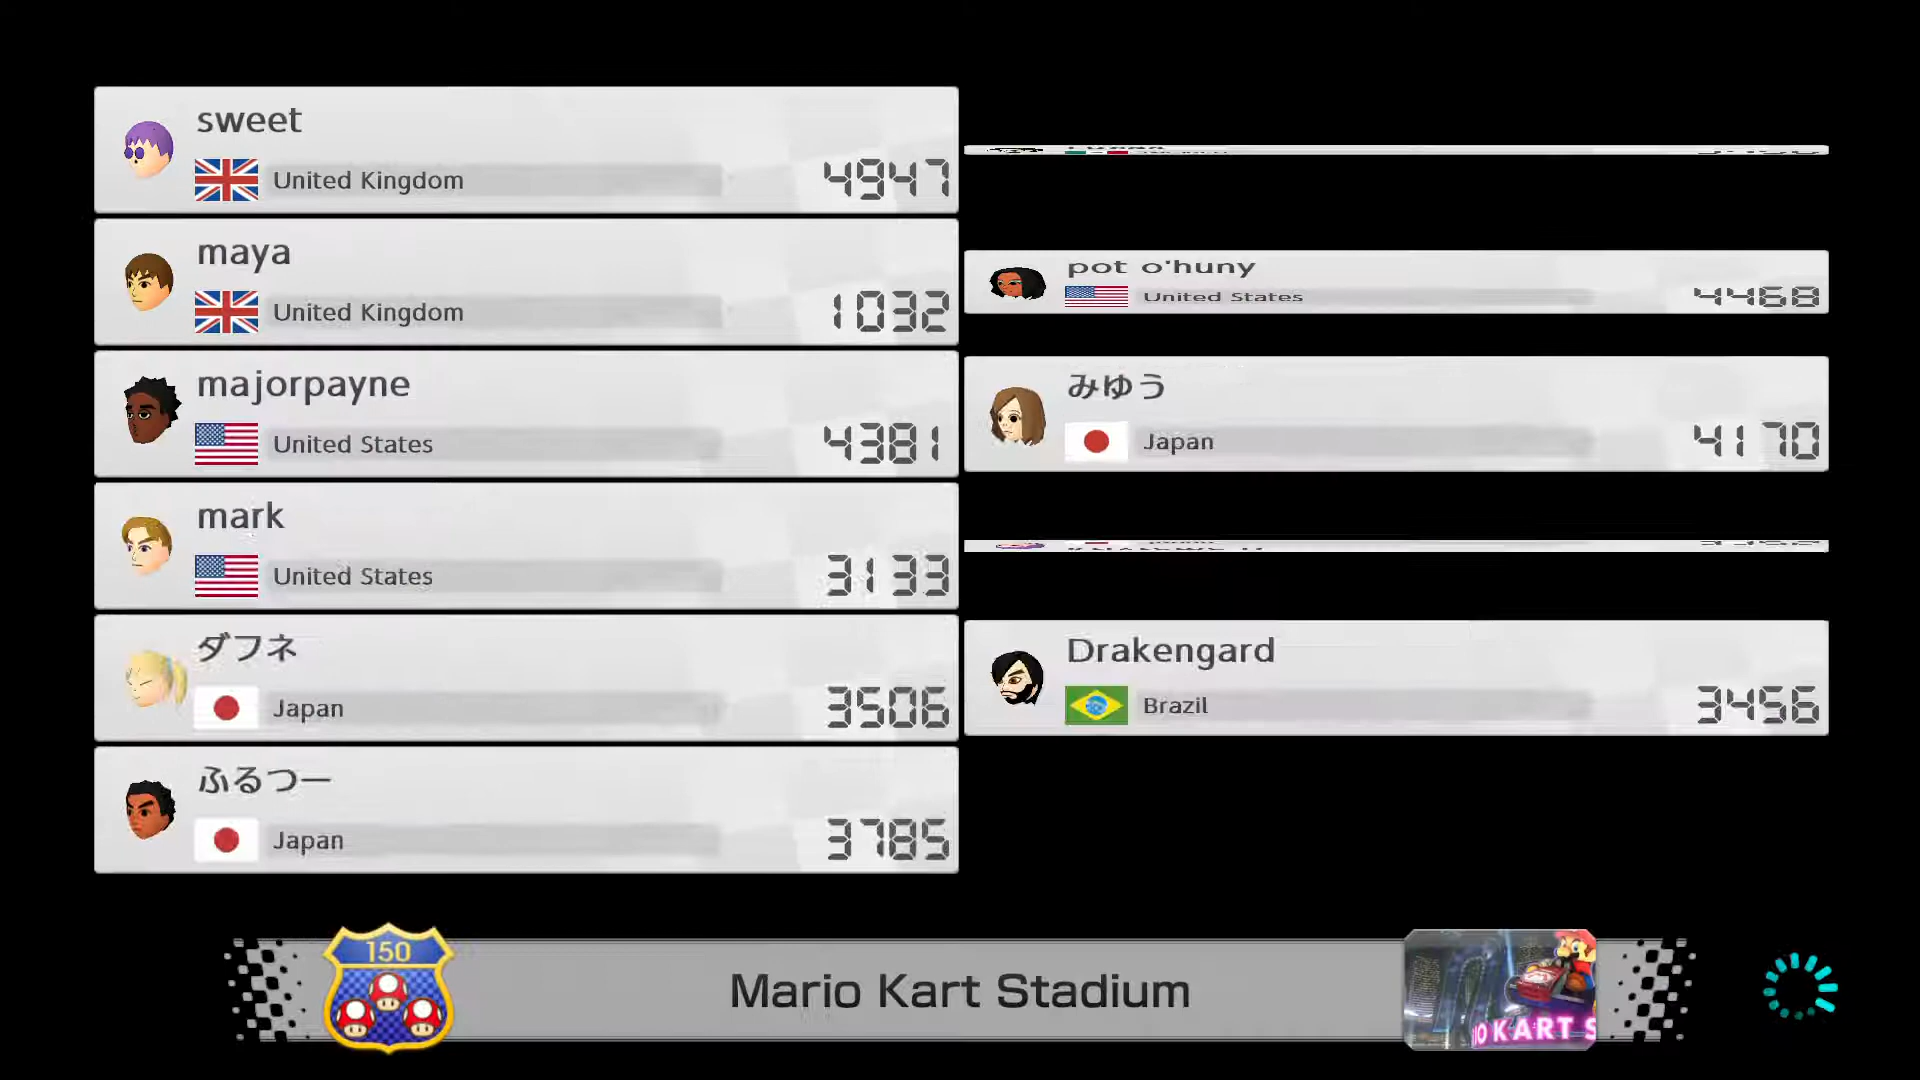 sweet
United Kingdom
4947
maya
United Kingdom
1032
majorpayne
United States
4381
mark
United States
3133
ダフネ
Japan
3506
ふるつー
Japan
3785
pot o'huny
United States
4468
みゆう
Japan
4170
Drakengard
Brazil
3456
150
Mario Kart Stadium
IO KART S